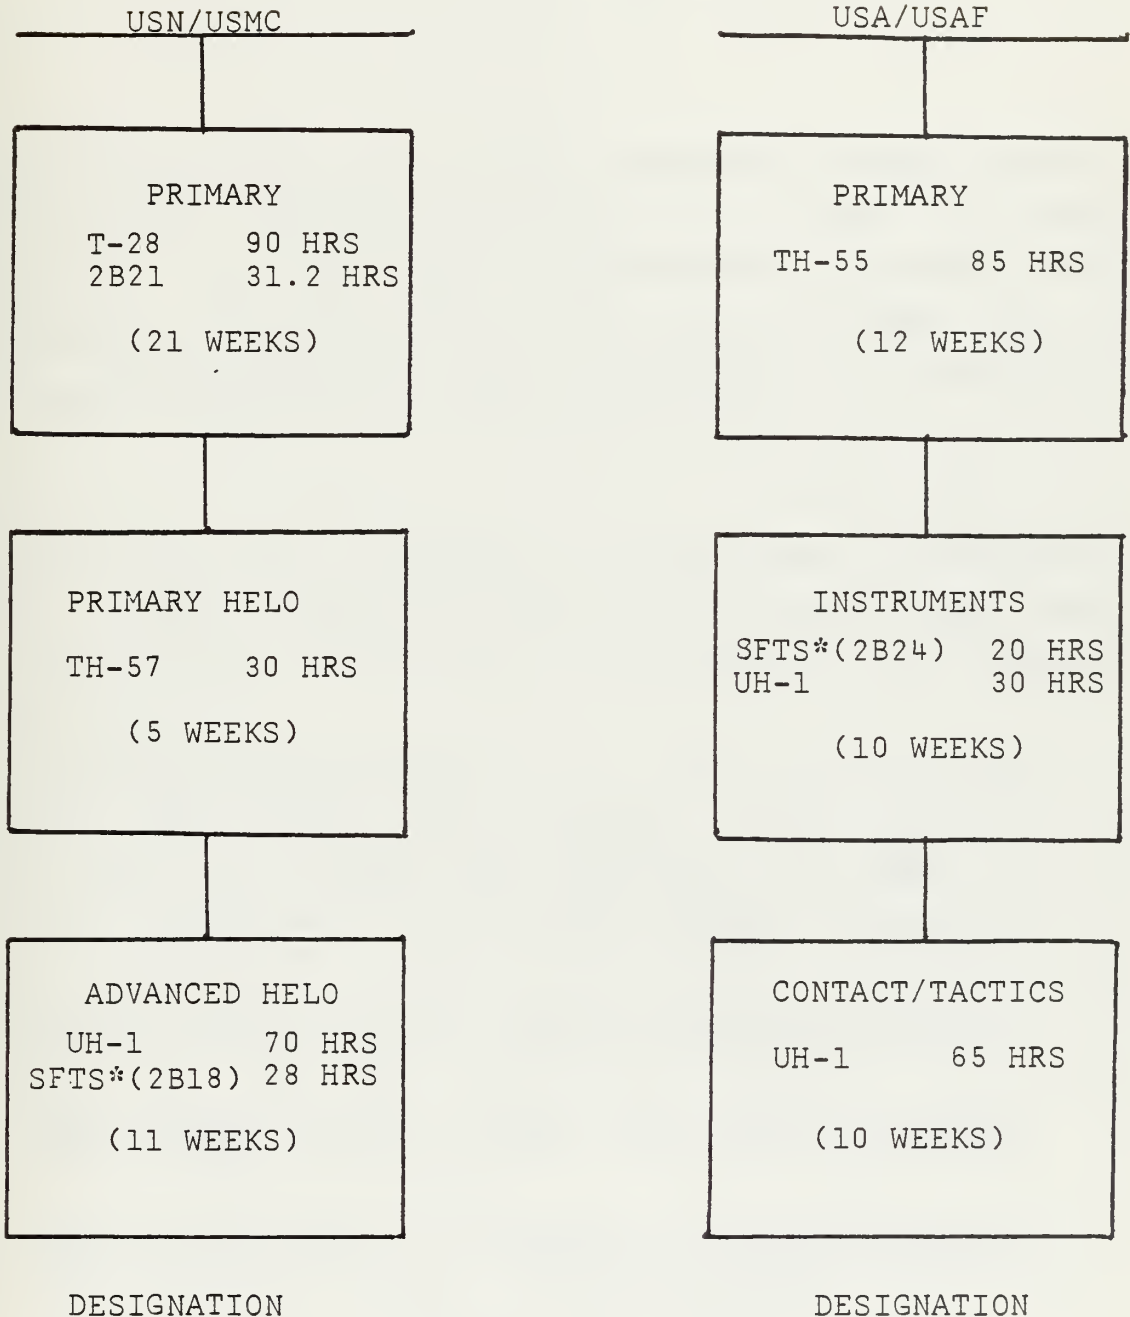 USN/USMC
PRIMARY
T-28 90 HRS
2B21 31.2 HRS
(21 WEEKS)
PRIMARY HELO
TH-57 30 HRS
(5 WEEKS)
ADVANCED HELO
UH-1 70 HRS
SFTS*(2B18) 28 HRS
(11 WEEKS)
DESIGNATION
USA/USAF
PRIMARY
TH-55 85 HRS
(12 WEEKS)
INSTRUMENTS
SFTS*(2B24) 20 HRS
UH-1 30 HRS
(10 WEEKS)
CONTACT/TACTICS
UH-1 65 HRS
(10 WEEKS)
DESIGNATION